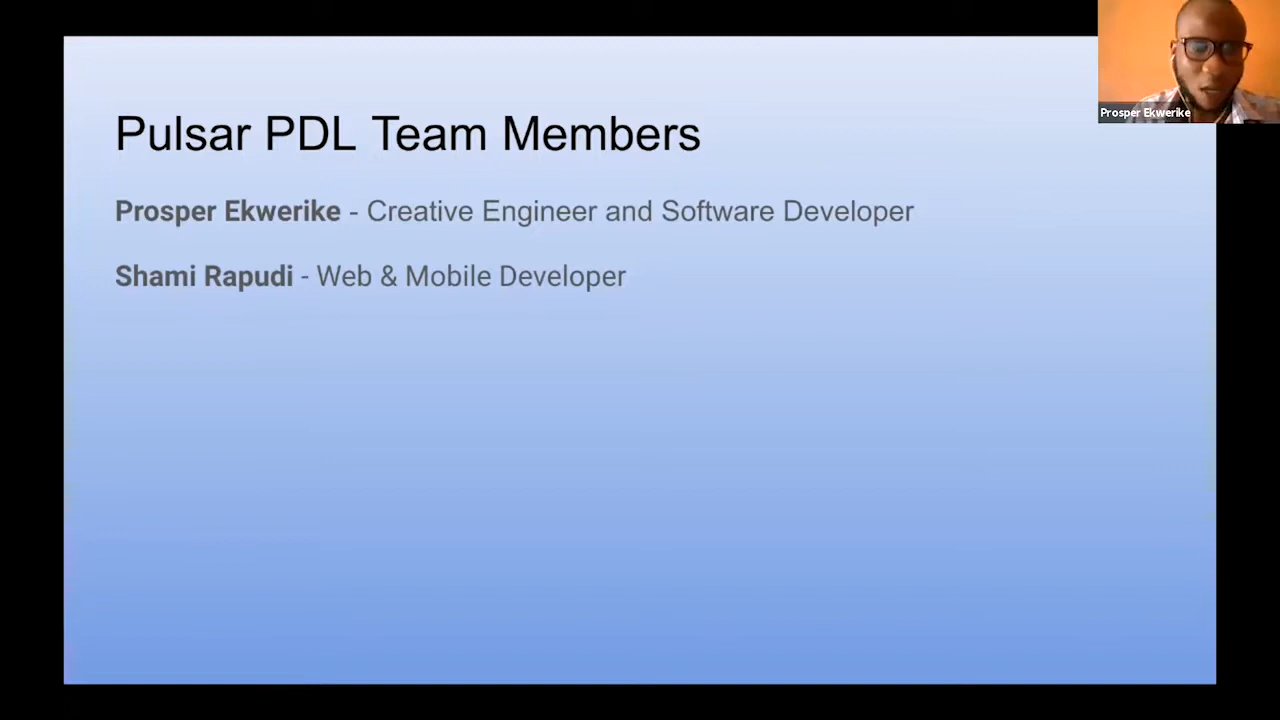 Pulsar PDL Team Members
Prosper Ekwerike - Creative Engineer and Software Developer
Shami Rapudi - Web & Mobile Developer
Prosper Ekwerike